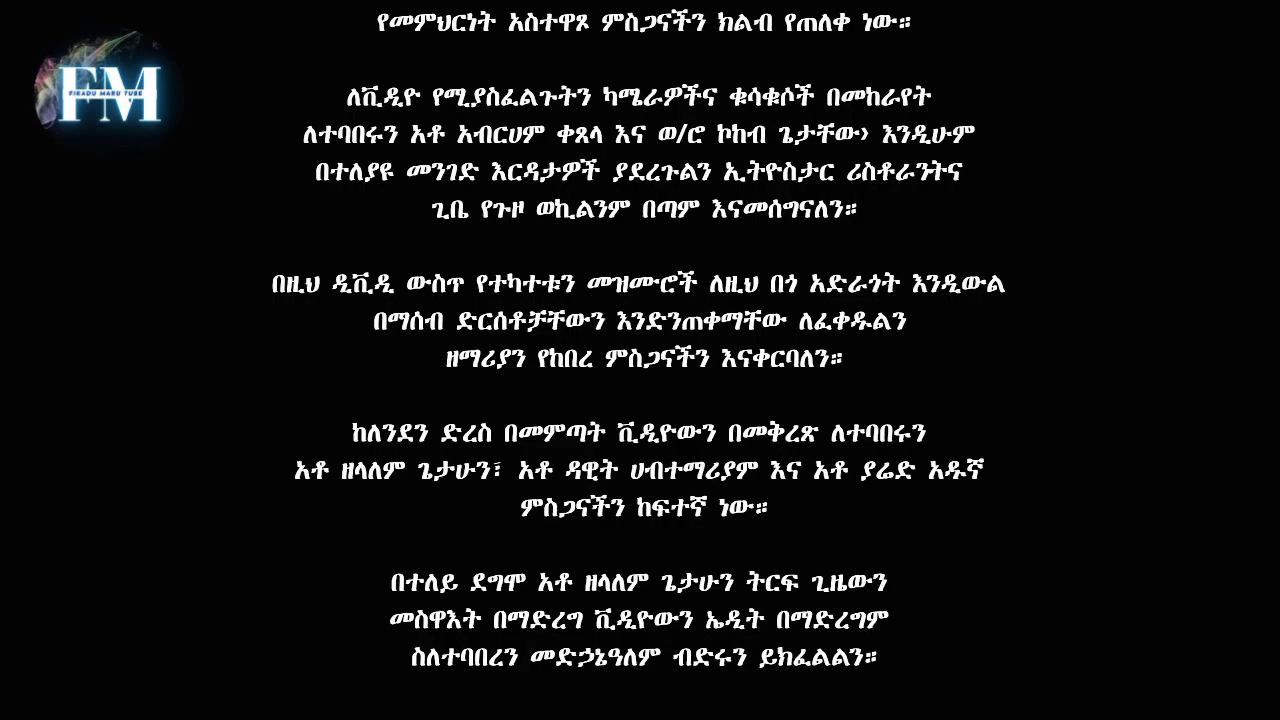 የመምህርነት አስተዋጾ ምስጋናችን ክልብ የጠለቀ ነው።
FM
FIKADU MARU TUBE
ለቪዲዮ የሚያስፈልጉትን ካሜራዎችና ቁሳቁሶች በመከራየት
ለተባበሩን አቶ አብርሀም ቀጸላ እና ወ/ሮ ኮከብ ጌታቸው› እንዲሁም
በተለያዩ መንገድ እርዳታዎች ያደረጉልን ኢትዮስታር ሪስቶራንትና
ጊቤ የጉዞ ወኪልንም በጣም እናመሰግናለን።
በዚህ ዲቪዲ ውስጥ የተካተቱን መዝሙሮች ለዚህ በጎ አድራጎት እንዲውል
በማሰብ ድርሰቶቻቸውን እንድንጠቀማቸው ለፈቀዱልን
ዘማሪያን የከበረ ምስጋናችን እናቀርባለን።
ከለንደን ድረስ በመምጣት ቪዲዮውን በመቅረጽ ለተባበሩን
አቶ ዘላለም ጌታሁን፣ አቶ ዳዊት ሀብተማሪያም እና አቶ ያሬድ አዱኛ
ምስጋናችን ከፍተኛ ነው።
በተለይ ደግሞ አቶ ዘላለም ጌታሁን ትርፍ ጊዜውን
መስዋእት በማድረግ ቪዲዮውን ኤዲት በማድረግም
ስለተባበረን መድኃኔዓለም ብድሩን ይክፈልልን።